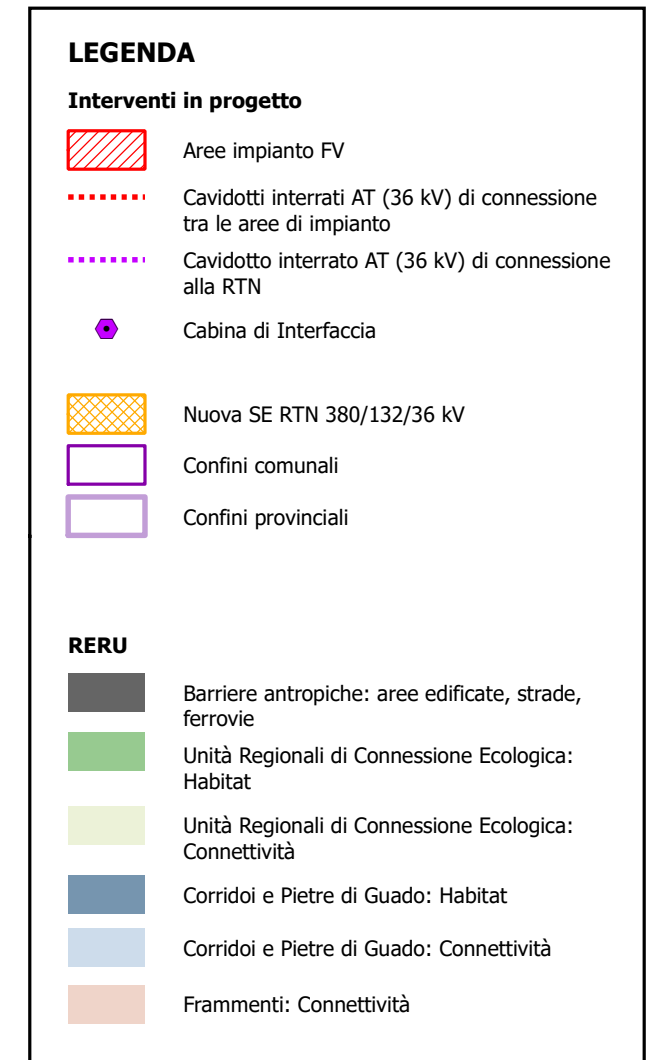 LEGENDA
Interventi in progetto
Aree impianto FV
Cavidotti interrati AT (36 kV) di connessione
tra le aree di impianto
Cavidotto interrato AT (36 kV) di connessione
alla RTN
Cabina di Interfaccia
Nuova SE RTN 380/132/36 kV
Confini comunali
Confini provinciali
RERU
Barriere antropiche: aree edificate, strade,
ferrovie
Unità Regionali di Connessione Ecologica:
Habitat
Unità Regionali di Connessione Ecologica:
Connettività
Corridoi e Pietre di Guado: Habitat
Corridoi e Pietre di Guado: Connettività
Frammenti: Connettività